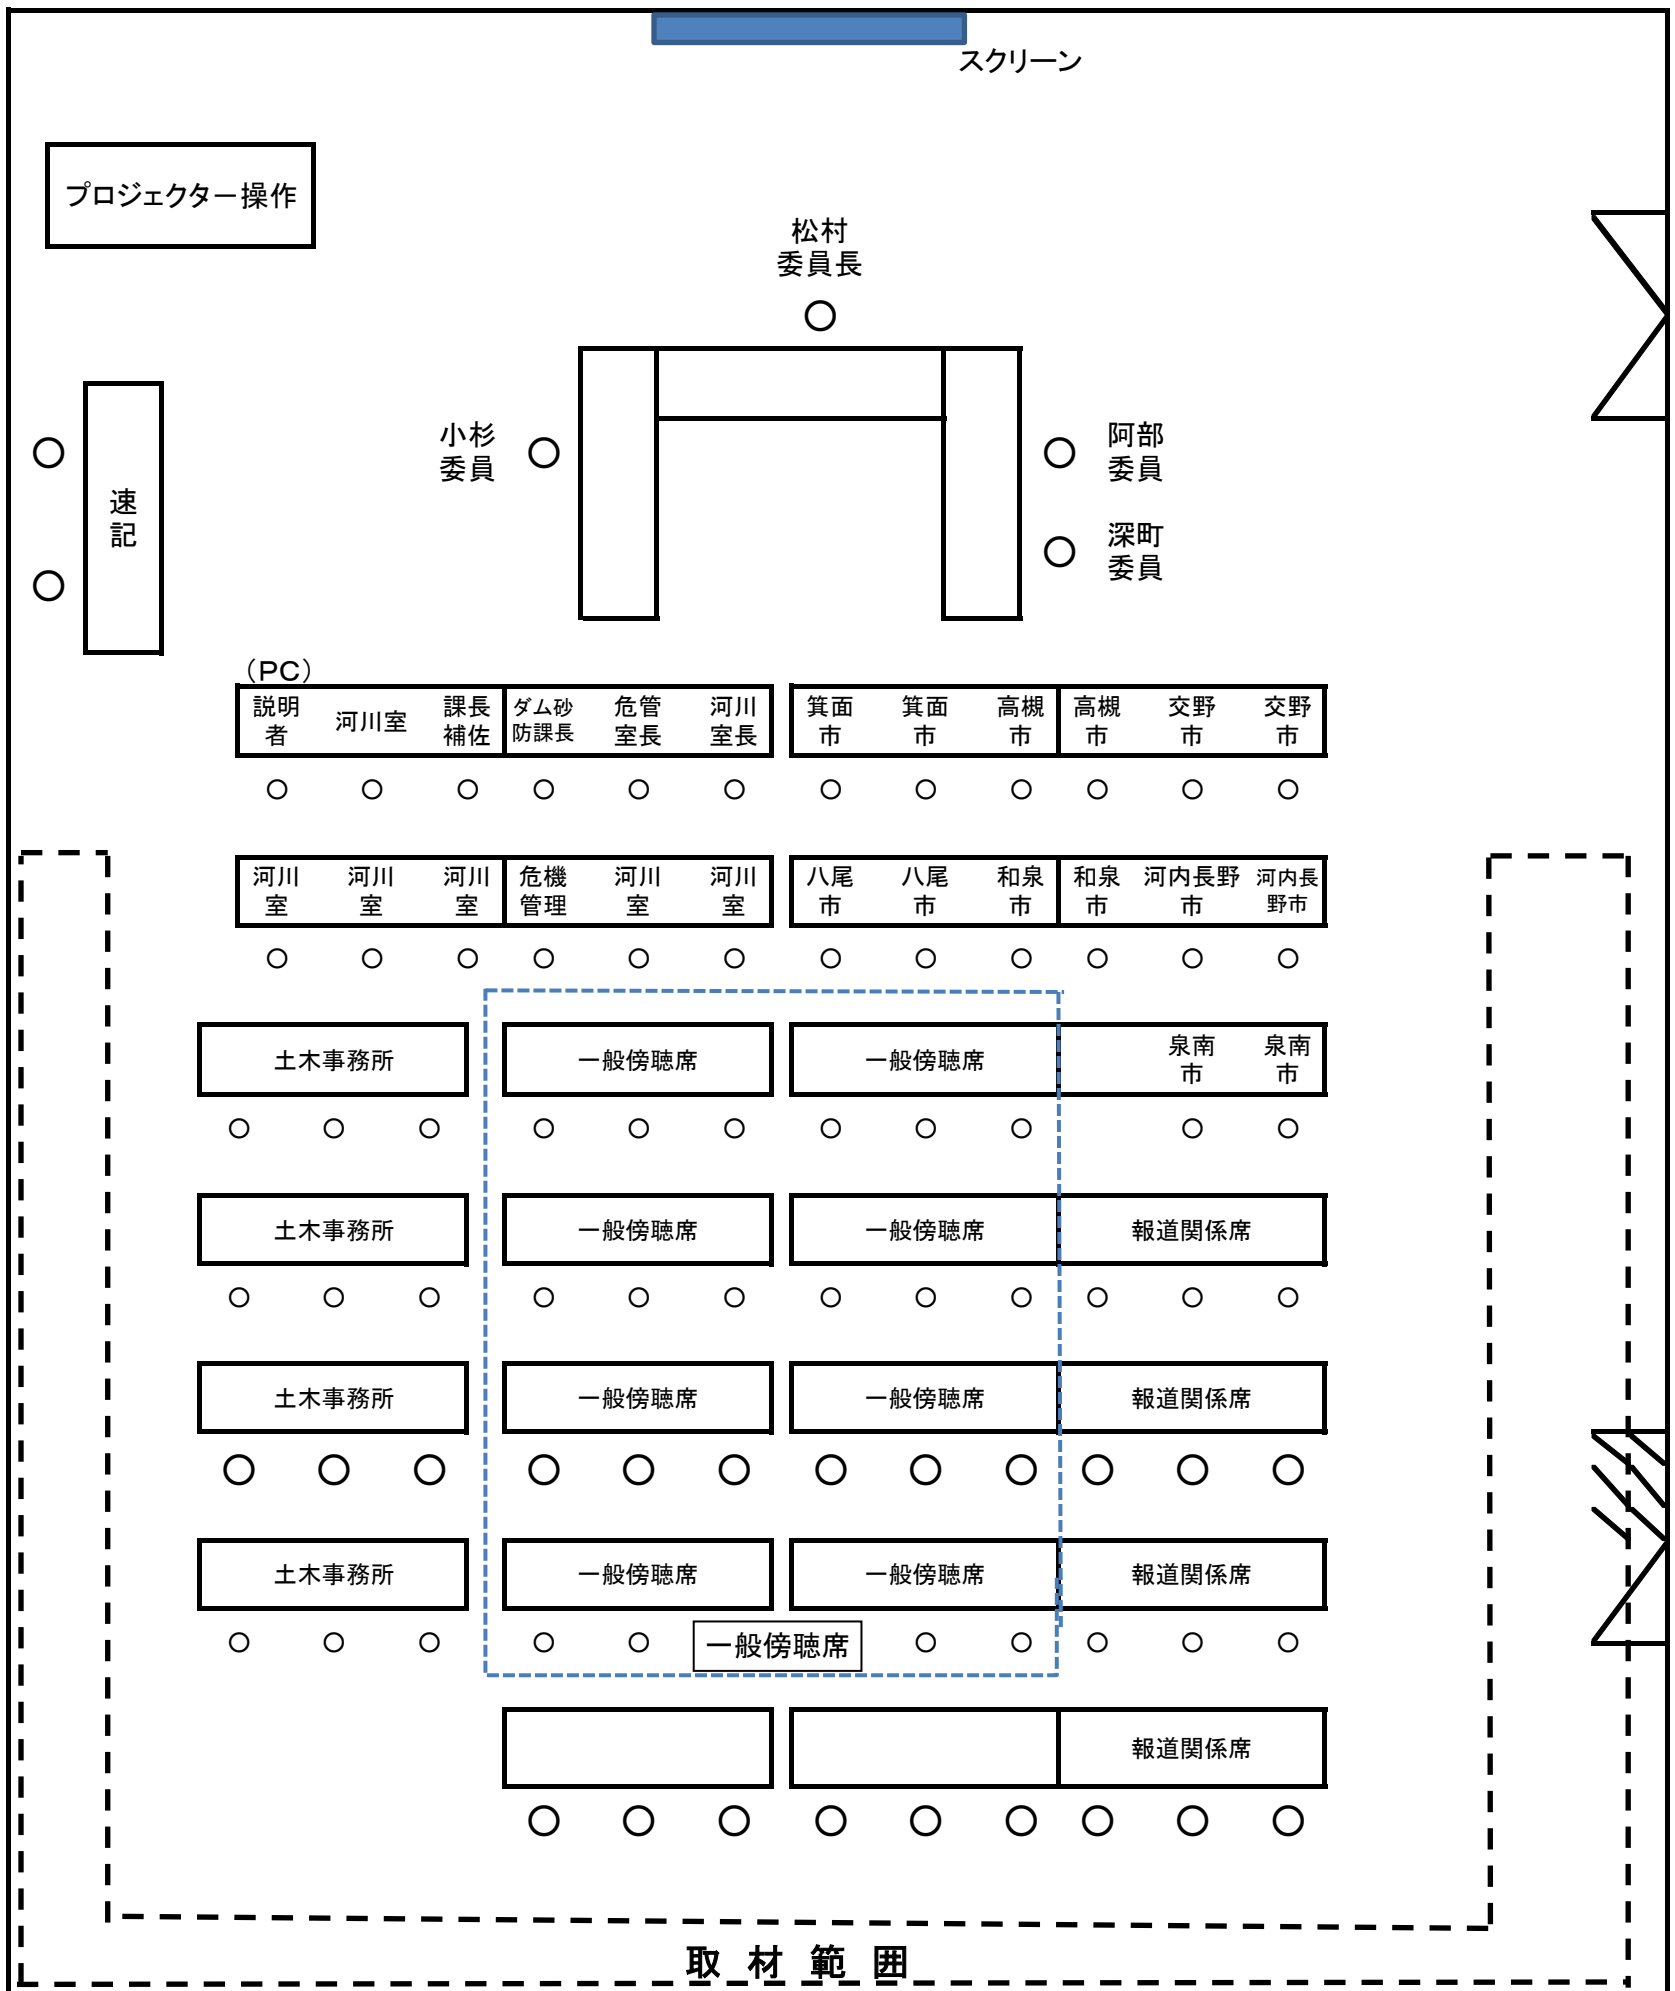 スクリーン
プロジェクター操作
松村
委員長
小杉
委員
阿部
委員
深町
委員
速
記
（PC）
説明
者
河川室
課長
補佐
ダム砂
防課長
危管
室長
河川
室長
箕面
市
箕面
市
高槻
市
高槻
市
交野
市
交野
市
河川
室
河川
室
河川
室
危機
管理
河川
室
河川
室
八尾
市
八尾
市
和泉
市
和泉
市
河内長野
市
河内長
野市
土木事務所
一般傍聴席
一般傍聴席
泉南
市
泉南
市
土木事務所
一般傍聴席
一般傍聴席
報道関係席
土木事務所
一般傍聴席
一般傍聴席
報道関係席
土木事務所
一般傍聴席
一般傍聴席
報道関係席
一般傍聴席
報道関係席
取 材 範 囲